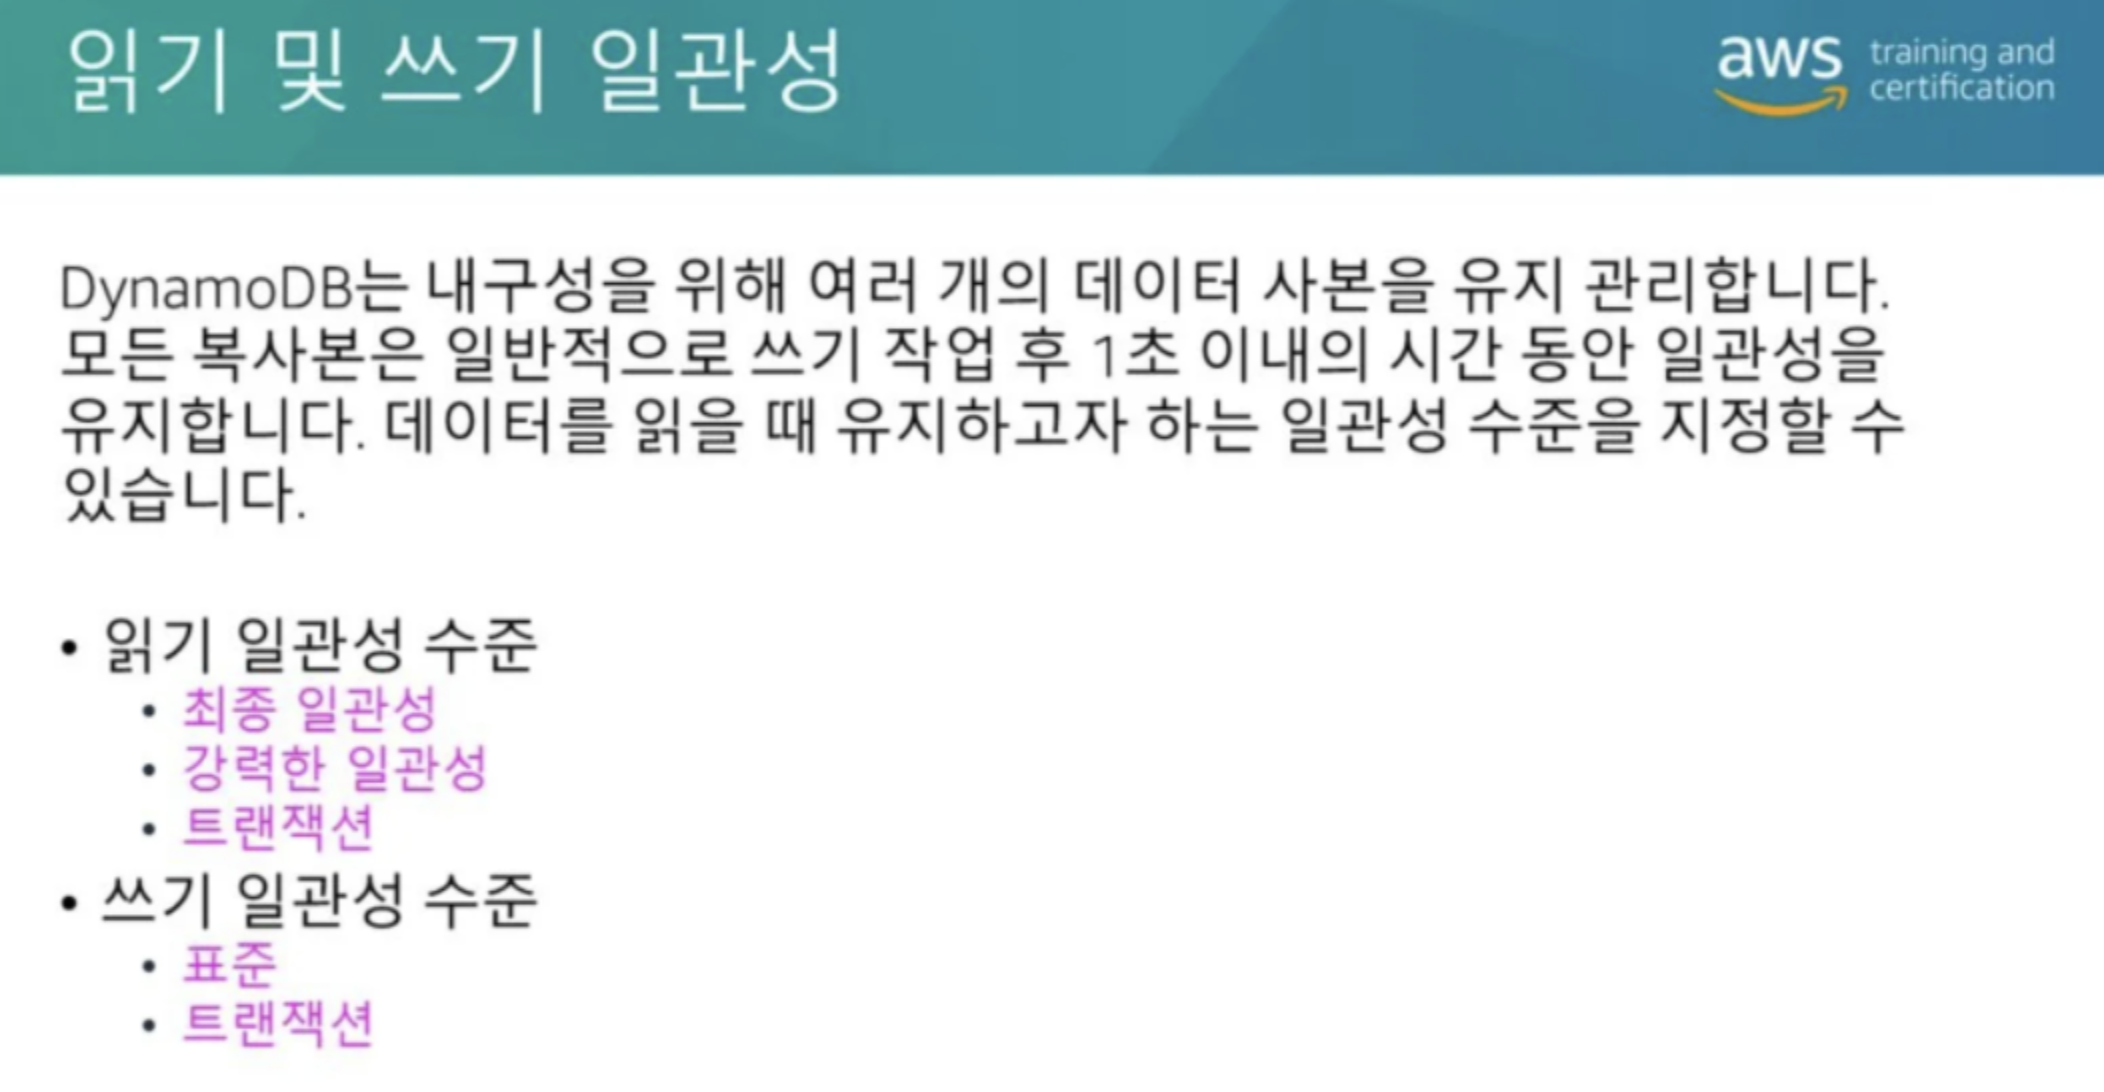 읽기 및 쓰기 일관성
aws training and
certification
DynamoDB는 내구성을 위해 여러 개의 데이터 사본을 유지 관리합니다.
모든 복사본은 일반적으로 쓰기 작업 후 1초 이내의 시간 동안 일관성을
유지합니다. 데이터를 읽을 때 유지하고자 하는 일관성 수준을 지정할 수
있습니다.
• 읽기 일관성 수준
• 최종 일관성
• 강력한 일관성
• 트랜잭션
• 쓰기 일관성 수준
• 표준
• 트랜잭션